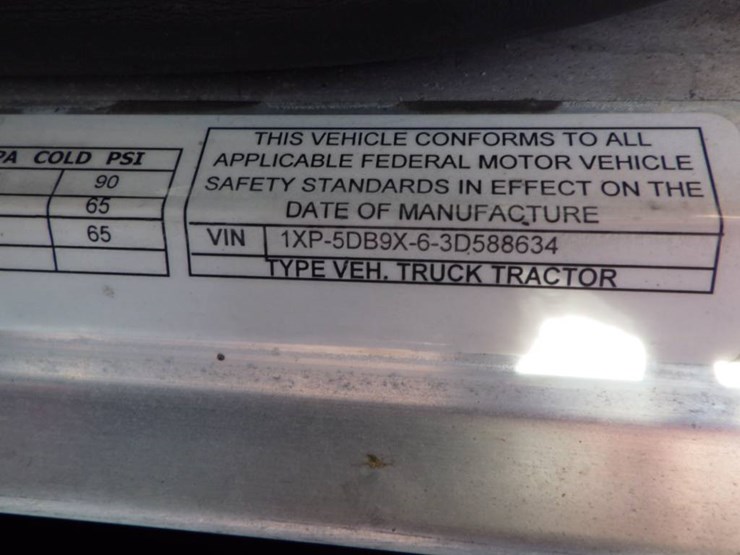 PA COLD PSI
90
65
65
THIS VEHICLE CONFORMS TO ALL
APPLICABLE FEDERAL MOTOR VEHICLE
SAFETY STANDARDS IN EFFECT ON THE
DATE OF MANUFACTURE
VIN 1XP-5DB9X-6-3D588634
TYPE VEH. TRUCK TRACTOR